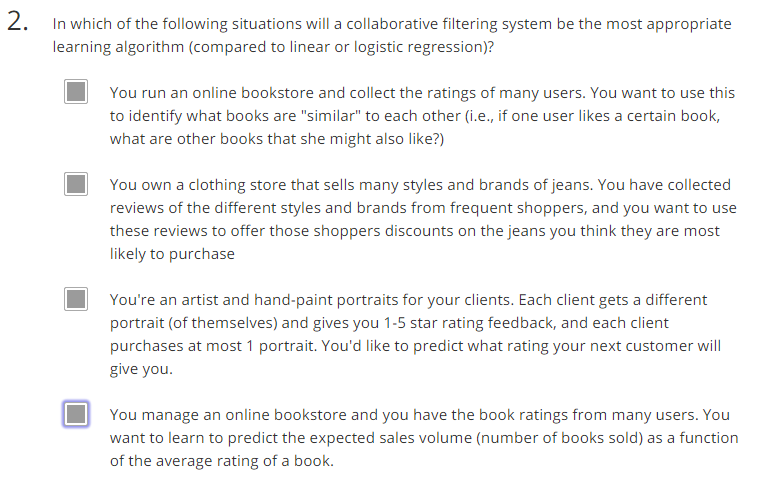 2. In which of the following situations will a collaborative filtering system be the most appropriate
learning algorithm (compared to linear or logistic regression)?
You run an online bookstore and collect the ratings of many users. You want to use this
to identify what books are "similar" to each other (i.e., if one user likes a certain book,
what are other books that she might also like?)
You own a clothing store that sells many styles and brands of jeans. You have collected
reviews of the different styles and brands from frequent shoppers, and you want to use
these reviews to offer those shoppers discounts on the jeans you think they are most
likely to purchase
You're an artist and hand-paint portraits for your clients. Each client gets a different
portrait (of themselves) and gives you 1-5 star rating feedback, and each client
purchases at most 1 portrait. You'd like to predict what rating your next customer will
give you.
You manage an online bookstore and you have the book ratings from many users. You
want to learn to predict the expected sales volume (number of books sold) as a function
of the average rating of a book.